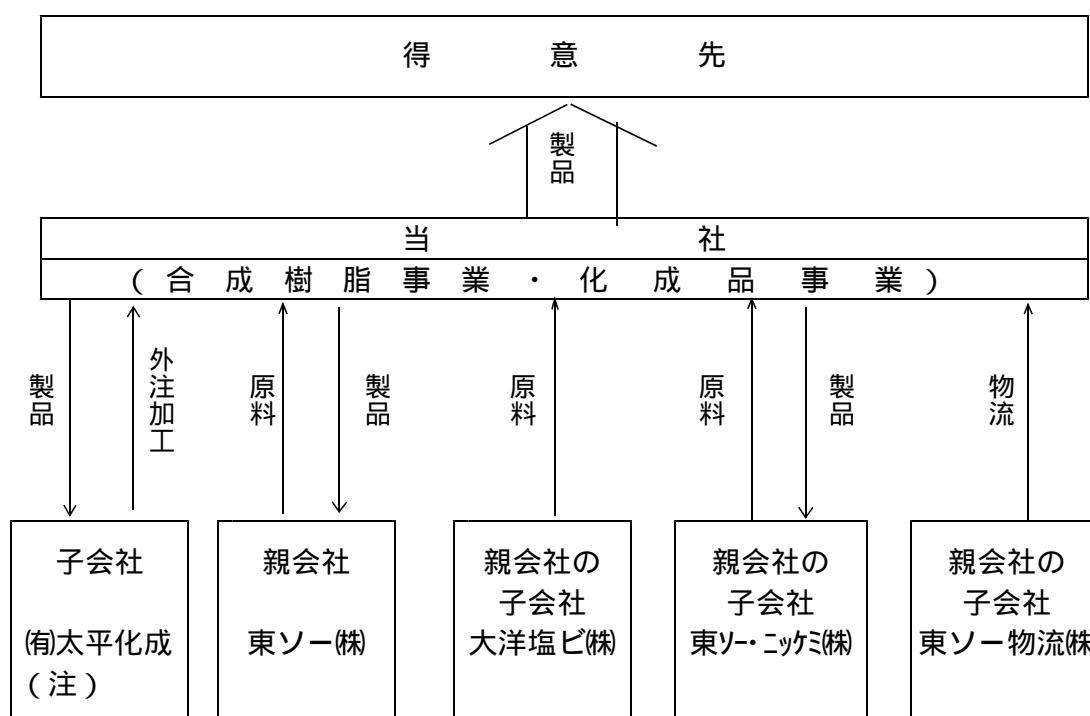 得意先
製品
当社
(合成樹脂事業・化成品事業)
製品
外注加工
原料
製品
原料
原料
製品
物流
子会社
㈲太平化成
(注)
親会社
東ソー㈱
親会社の
子会社
大洋塩ビ㈱
親会社の
子会社
東ソー・ニッケミ㈱
親会社の
子会社
東ソー物流㈱